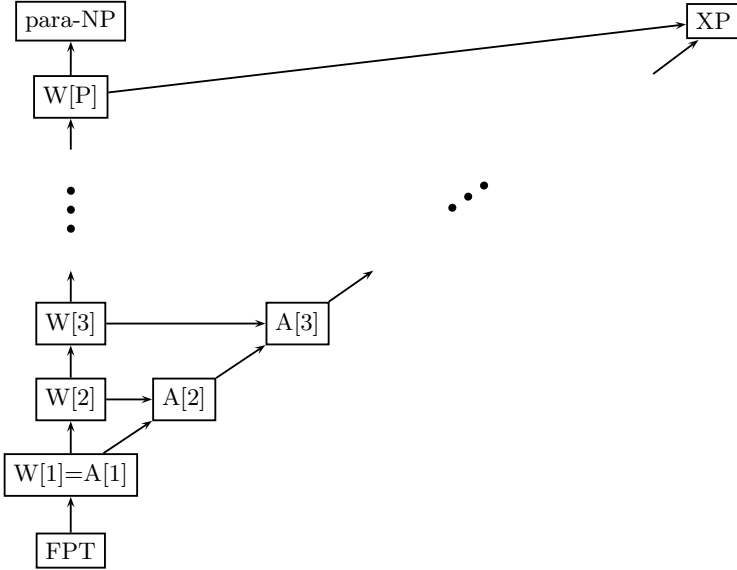 para-NP
XP
W[P]
W[3]
A[3]
W[2]
A[2]
W[1]=A[1]
FPT